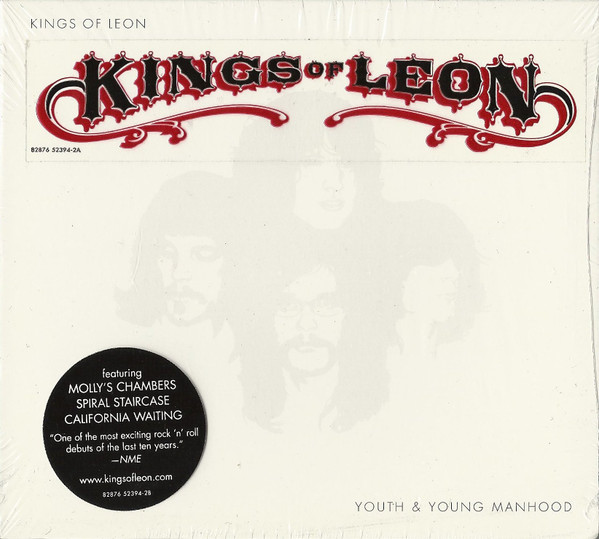 KINGS OF LEON
KINGS OF LEON
82876 52394-2A
featuring
MOLLY'S CHAMBERS
SPIRAL STAIRCASE
CALIFORNIA WAITING
"One of the most exciting rock 'n' roll
debuts of the last ten years."
—NME
www.kingsofleon.com
82876 52394-2B
YOUTH & YOUNG MANHOOD